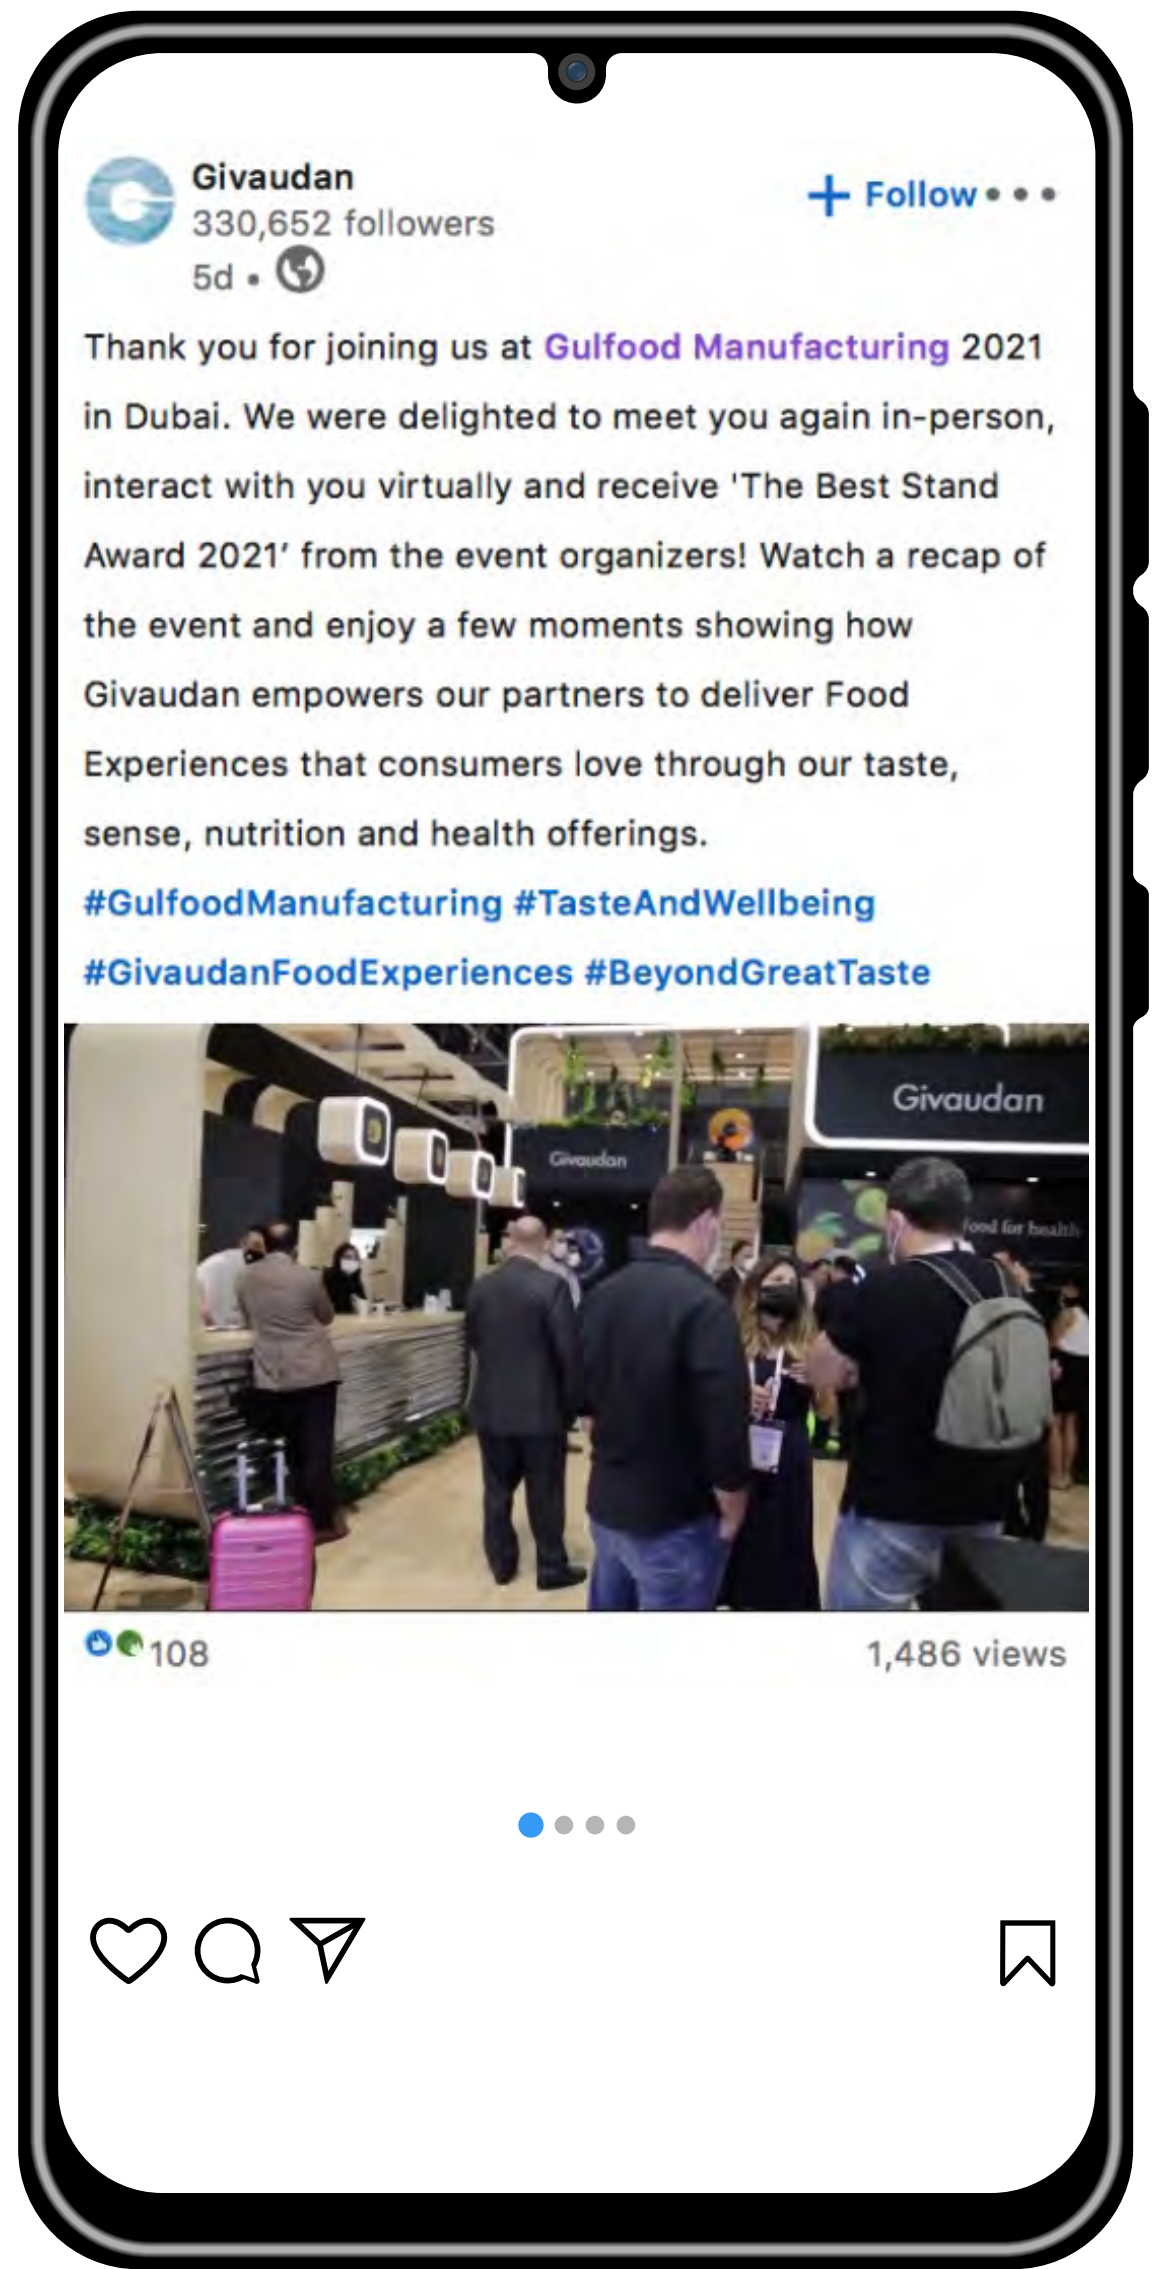 Givaudan
330,652 followers
5d •
+ Follow •••
Thank you for joining us at Gulfood Manufacturing 2021
in Dubai. We were delighted to meet you again in-person,
interact with you virtually and receive 'The Best Stand
Award 2021’ from the event organizers! Watch a recap of
the event and enjoy a few moments showing how
Givaudan empowers our partners to deliver Food
Experiences that consumers love through our taste,
sense, nutrition and health offerings.
#GulfoodManufacturing #TasteAndWellbeing
#GivaudanFoodExperiences #BeyondGreatTaste
Givaudan
Givaudan
food for health
108
1,486 views